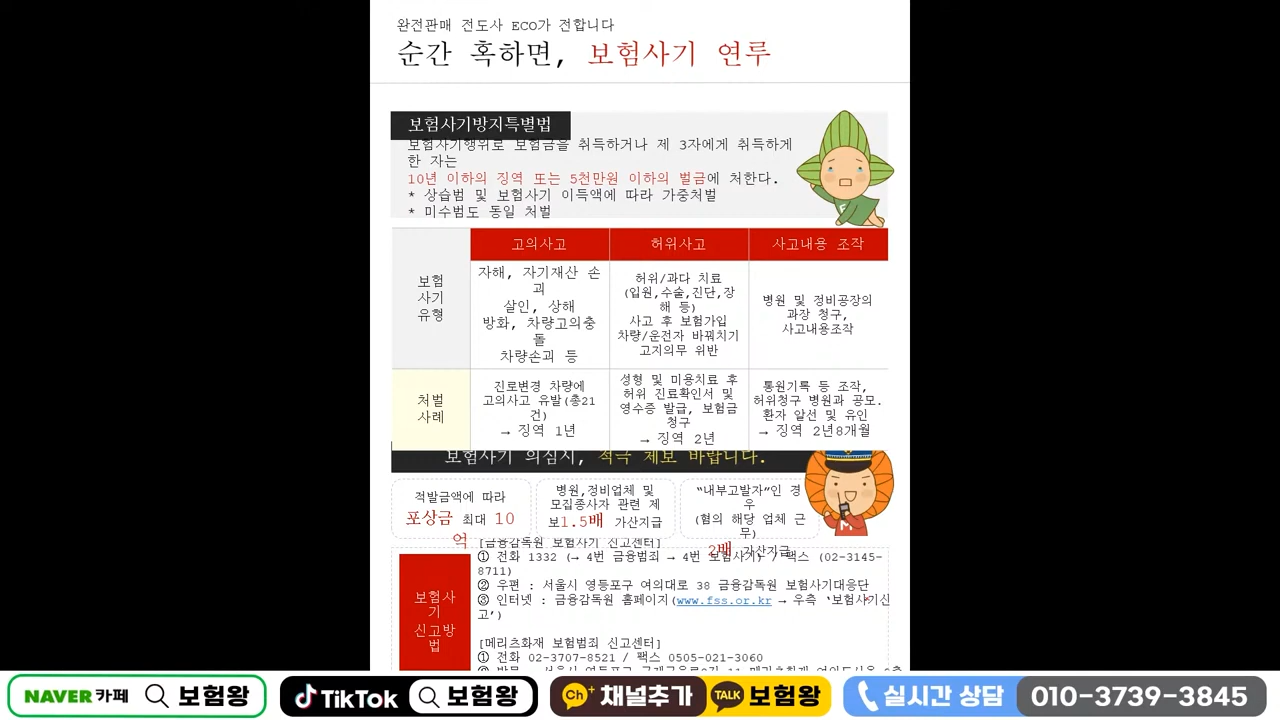 완전판매 전도사 ECO가 전합니다
순간 혹하면, 보험사기 연루
보험사기방지특별법
보험사기행위로 보험금을 취득하거나 제 3자에게 취득하게
한 자는
10년 이하의 징역 또는 5천만원 이하의 벌금에 처한다.
* 상습범 및 보험사기 이득액에 따라 가중처벌
* 미수범도 동일 처벌
고의사고
허위사고
사고내용 조작
보험
사기
유형
자해, 자기재산 손
괴
살인, 상해
방화, 차량고의충
돌
차량손괴 등
허위/과다 치료
(입원,수술,진단,장
해 등)
사고 후 보험가입
차량/운전자 바꿔치기
고지의무 위반
병원 및 정비공장의
과장 청구,
사고내용조작
처벌
사례
진로변경 차량에
고의사고 유발(총21
건)
→ 징역 1년
성형 및 미용치료 후
허위 진료확인서 및
영수증 발급, 보험금
청구
→ 징역 2년
통원기록 등 조작,
허위청구 병원과 공모.
환자 알선 및 유인
→ 징역 2년8개월
보험사기 의심시, 적극 제보 바랍니다.
적발금액에 따라
포상금 최대 10
억
병원,정비업체 및
모집종사자 관련 제
보1.5배 가산지급
“내부고발자”인 경
우
(혐의 해당 업체 근
무)
2배 가산지급
보험사
기
신고방
법
[금융감독원 보험사기 신고센터]
① 전화 1332 (→ 4번 금융범죄 → 4번 보험사기) / 팩스 (02-3145-
8711)
② 우편 : 서울시 영등포구 여의대로 38 금융감독원 보험사기대응단
③ 인터넷 : 금융감독원 홈페이지(www.fss.or.kr → 우측 ‘보험사기신
고’)
[메리츠화재 보험범죄 신고센터]
① 전화 02-3707-8521 / 팩스 0505-021-3060
NAVER 카페 보험왕
TikTok 보험왕
Ch+ 채널추가
TALK 보험왕
실시간 상담 010-3739-3845